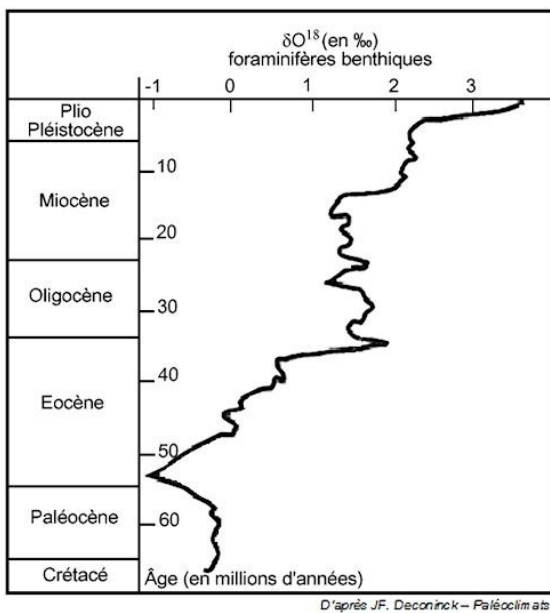 δO¹⁸ (en ‰)
foraminifères benthiques
-1 0 1 2 3
Plio
Pléistocène
10
Miocène
20
Oligocène
30
40
Eocène
50
Paléocène
60
Crétacé
Âge (en millions d'années)
D'après JF. Deconinck – Paléoclimats